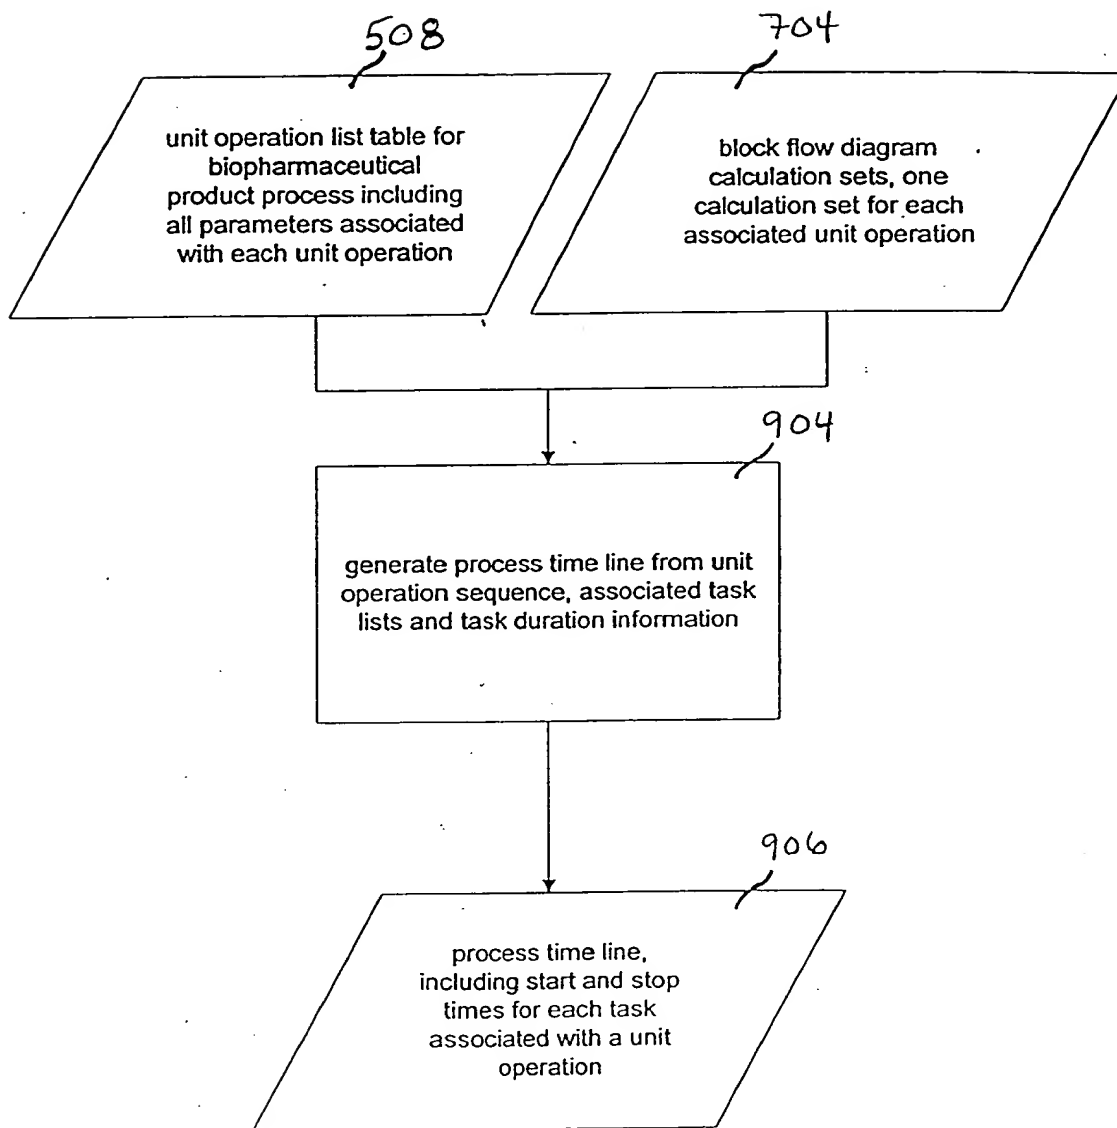 508
unit operation list table for
biopharmaceutical
product process including
all parameters associated
with each unit operation
704
block flow diagram
calculation sets, one
calculation set for each
associated unit operation
904
generate process time line from unit
operation sequence, associated task
lists and task duration information
906
process time line,
including start and stop
times for each task
associated with a unit
operation